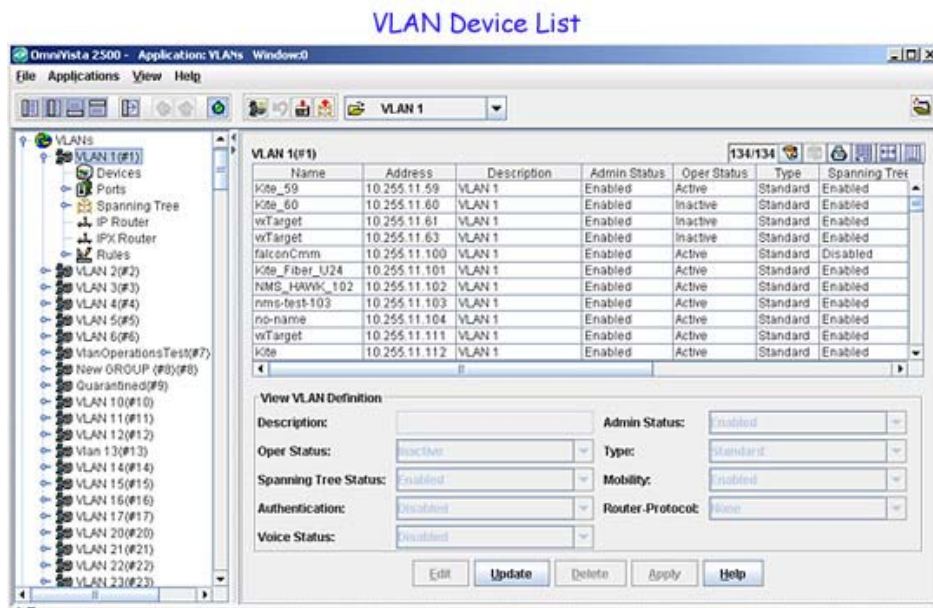 VLAN Device List
OmniVista 2500 - Application: VLANs Window:0
File Applications View Help
VLAN 1
VLANs
VLAN 1(#1)
Devices
Ports
Spanning Tree
IP Router
IPX Router
Rules
VLAN 2(#2)
VLAN 3(#3)
VLAN 4(#4)
VLAN 5(#5)
VLAN 6(#6)
VlanOperationsTest(#7)
New GROUP (#8)(#8)
Quarantined(#9)
VLAN 10(#10)
VLAN 11(#11)
VLAN 12(#12)
Vlan 13(#13)
VLAN 14(#14)
VLAN 15(#15)
VLAN 16(#16)
VLAN 17(#17)
VLAN 20(#20)
VLAN 21(#21)
VLAN 22(#22)
VLAN 23(#23)
VLAN 1(#1) 134/134
Name Address Description Admin Status Oper Status Type Spanning Tree
Kite_59 10.255.11.59 VLAN 1 Enabled Active Standard Enabled
Kite_60 10.255.11.60 VLAN 1 Enabled Inactive Standard Enabled
vxTarget 10.255.11.61 VLAN 1 Enabled Inactive Standard Enabled
vxTarget 10.255.11.63 VLAN 1 Enabled Inactive Standard Enabled
falconCmm 10.255.11.100 VLAN 1 Enabled Active Standard Disabled
Kite_Fiber_U24 10.255.11.101 VLAN 1 Enabled Active Standard Enabled
NMS_HAWK_102 10.255.11.102 VLAN 1 Enabled Active Standard Enabled
nms-test-103 10.255.11.103 VLAN 1 Enabled Active Standard Enabled
no-name 10.255.11.104 VLAN 1 Enabled Active Standard Enabled
vxTarget 10.255.11.111 VLAN 1 Enabled Active Standard Enabled
Kite 10.255.11.112 VLAN 1 Enabled Active Standard Enabled
View VLAN Definition
Description: Admin Status: Enabled
Oper Status: Inactive Type: Standard
Spanning Tree Status: Enabled Mobility: Enabled
Authentication: Disabled Router-Protocol: None
Voice Status: Disabled
Edit Update Delete Apply Help